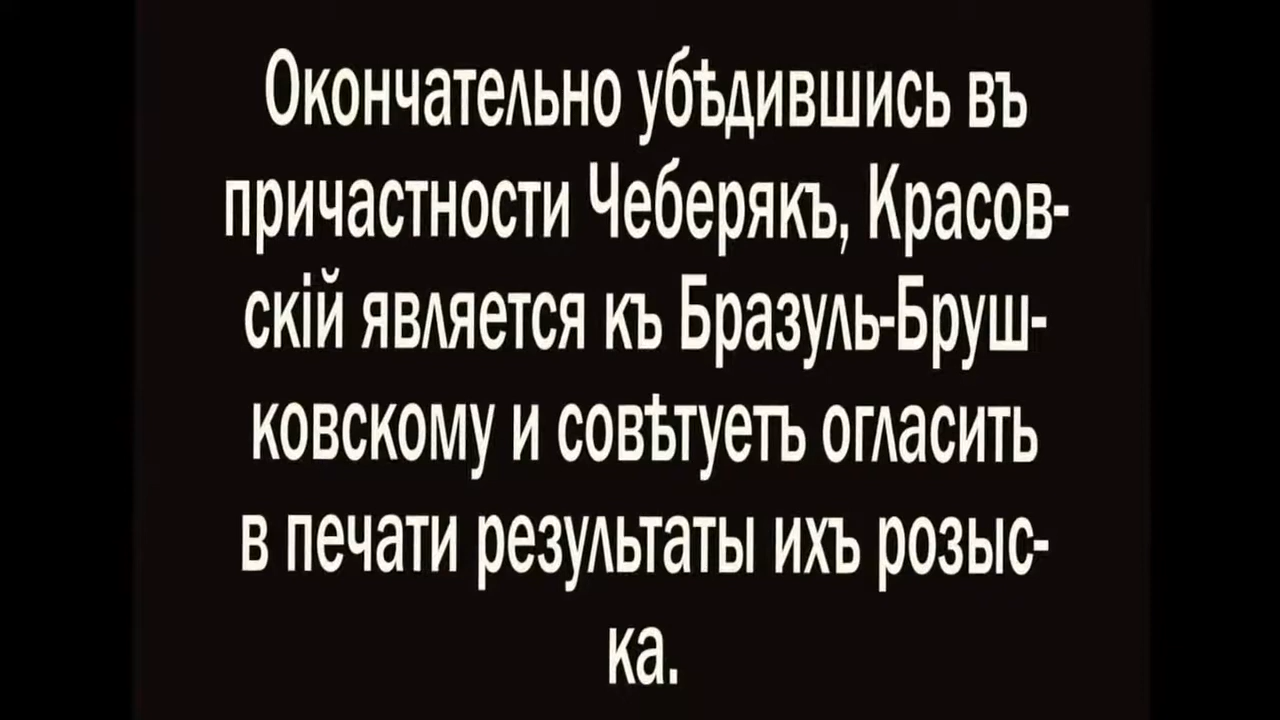 Окончательно убѣдившись въ
причастности Чеберякъ, Красов-
скій является къ Бразуль-Бруш-
ковскому и совѣтуетъ огласить
в печати результаты ихъ розыс-
ка.